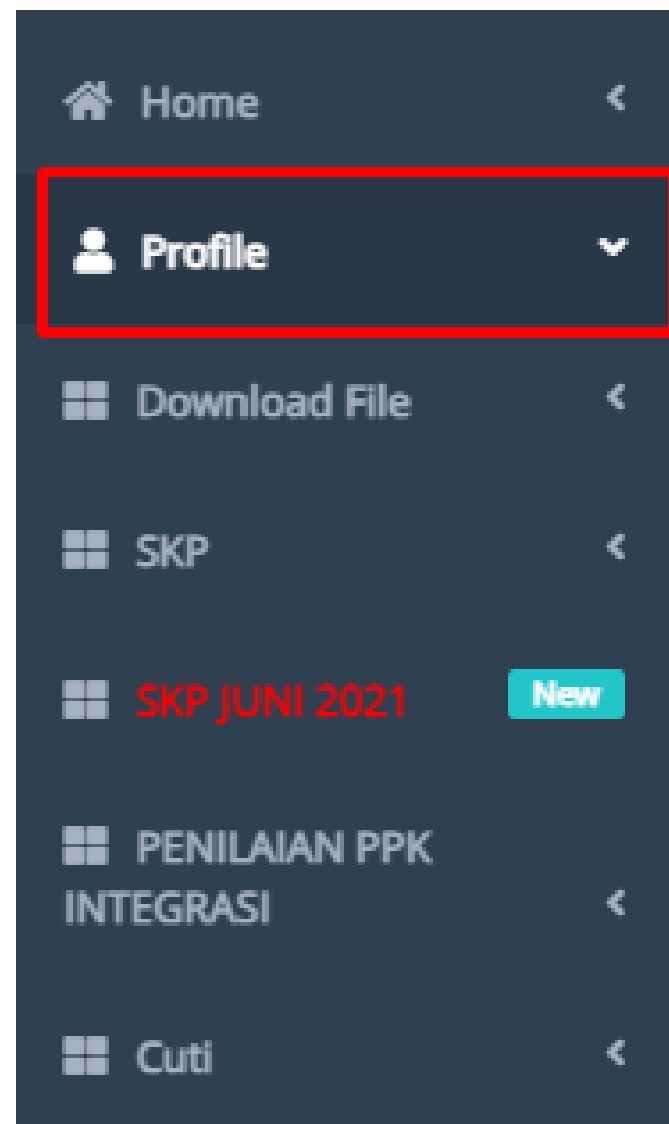 Home
Profile
Download File
SKP
SKP JUNI 2021 New
PENILAIAN PPK
INTEGRASI
Cuti